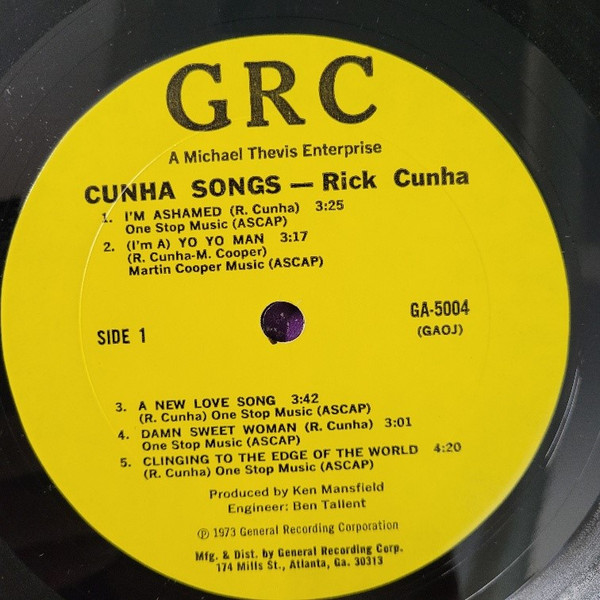 GRC
A Michael Thevis Enterprise
CUNHA SONGS — Rick Cunha
1. I'M ASHAMED (R. Cunha) 3:25
One Stop Music (ASCAP)
2. (I'm A) YO YO MAN 3:17
(R. Cunha-M. Cooper)
Martin Cooper Music (ASCAP)
SIDE 1
GA-5004
(GAOJ)
3. A NEW LOVE SONG 3:42
(R. Cunha) One Stop Music (ASCAP)
4. DAMN SWEET WOMAN (R. Cunha) 3:01
One Stop Music (ASCAP)
5. CLINGING TO THE EDGE OF THE WORLD 4:20
(R. Cunha) One Stop Music (ASCAP)
Produced by Ken Mansfield
Engineer: Ben Tallent
℗ 1973 General Recording Corporation
Mfg. & Dist. by General Recording Corp.
174 Mills St., Atlanta, Ga. 30313